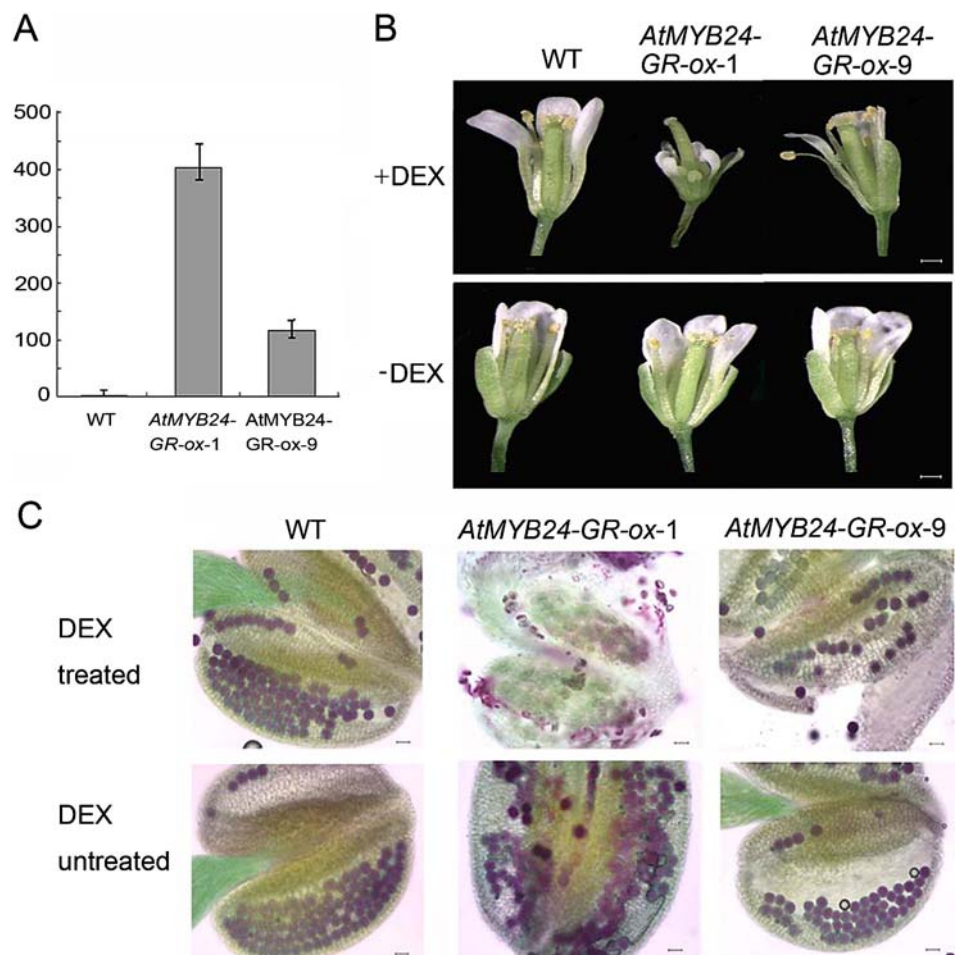 A
500
400
300
200
100
0
WT
AtMYB24-
GR-ox-1
AtMYB24-
GR-ox-9
B
WT
AtMYB24-
GR-ox-1
AtMYB24-
GR-ox-9
+DEX
-DEX
C
WT
AtMYB24-GR-ox-1
AtMYB24-GR-ox-9
DEX
treated
DEX
untreated